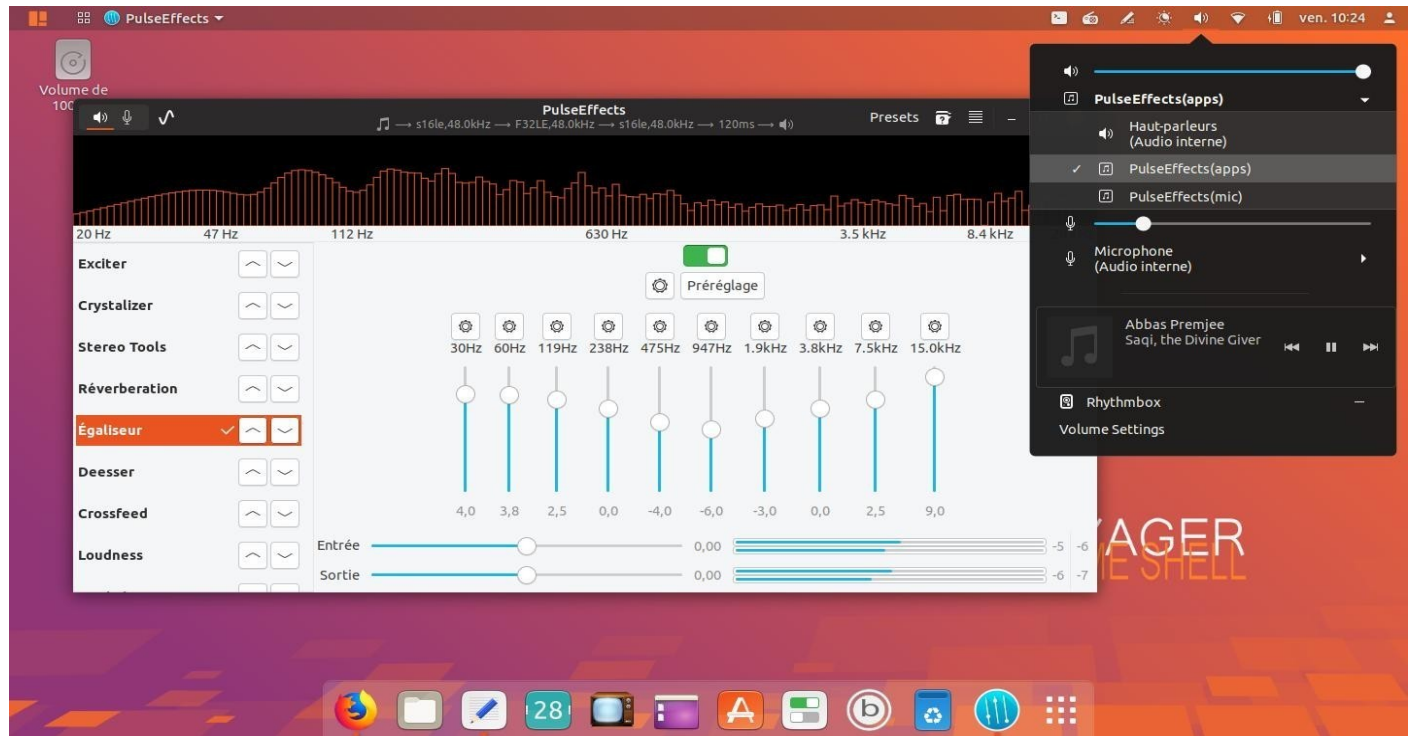 PulseEffects
ven. 10:24
Volume de
PulseEffects
s16le,48.0kHz → F32LE,48.0kHz → s16le,48.0kHz → 120ms →
Presets
20 Hz 47 Hz 112 Hz 630 Hz 3.5 kHz 8.4 kHz
Exciter
Crystalizer
Stereo Tools
Réverberation
Égaliseur
Deesser
Crossfeed
Loudness
Préréglage
30Hz 60Hz 119Hz 238Hz 475Hz 947Hz 1.9kHz 3.8kHz 7.5kHz 15.0kHz
4,0 3,8 2,5 0,0 -4,0 -6,0 -3,0 0,0 2,5 9,0
Entrée 0,00 -5 -6
Sortie 0,00 -6 -7
PulseEffects(apps)
Haut-parleurs
(Audio interne)
PulseEffects(apps)
PulseEffects(mic)
Microphone
(Audio interne)
Abbas Premjee
Saqi, the Divine Giver
Rhythmbox
Volume Settings
AGER
SHELL
28
b